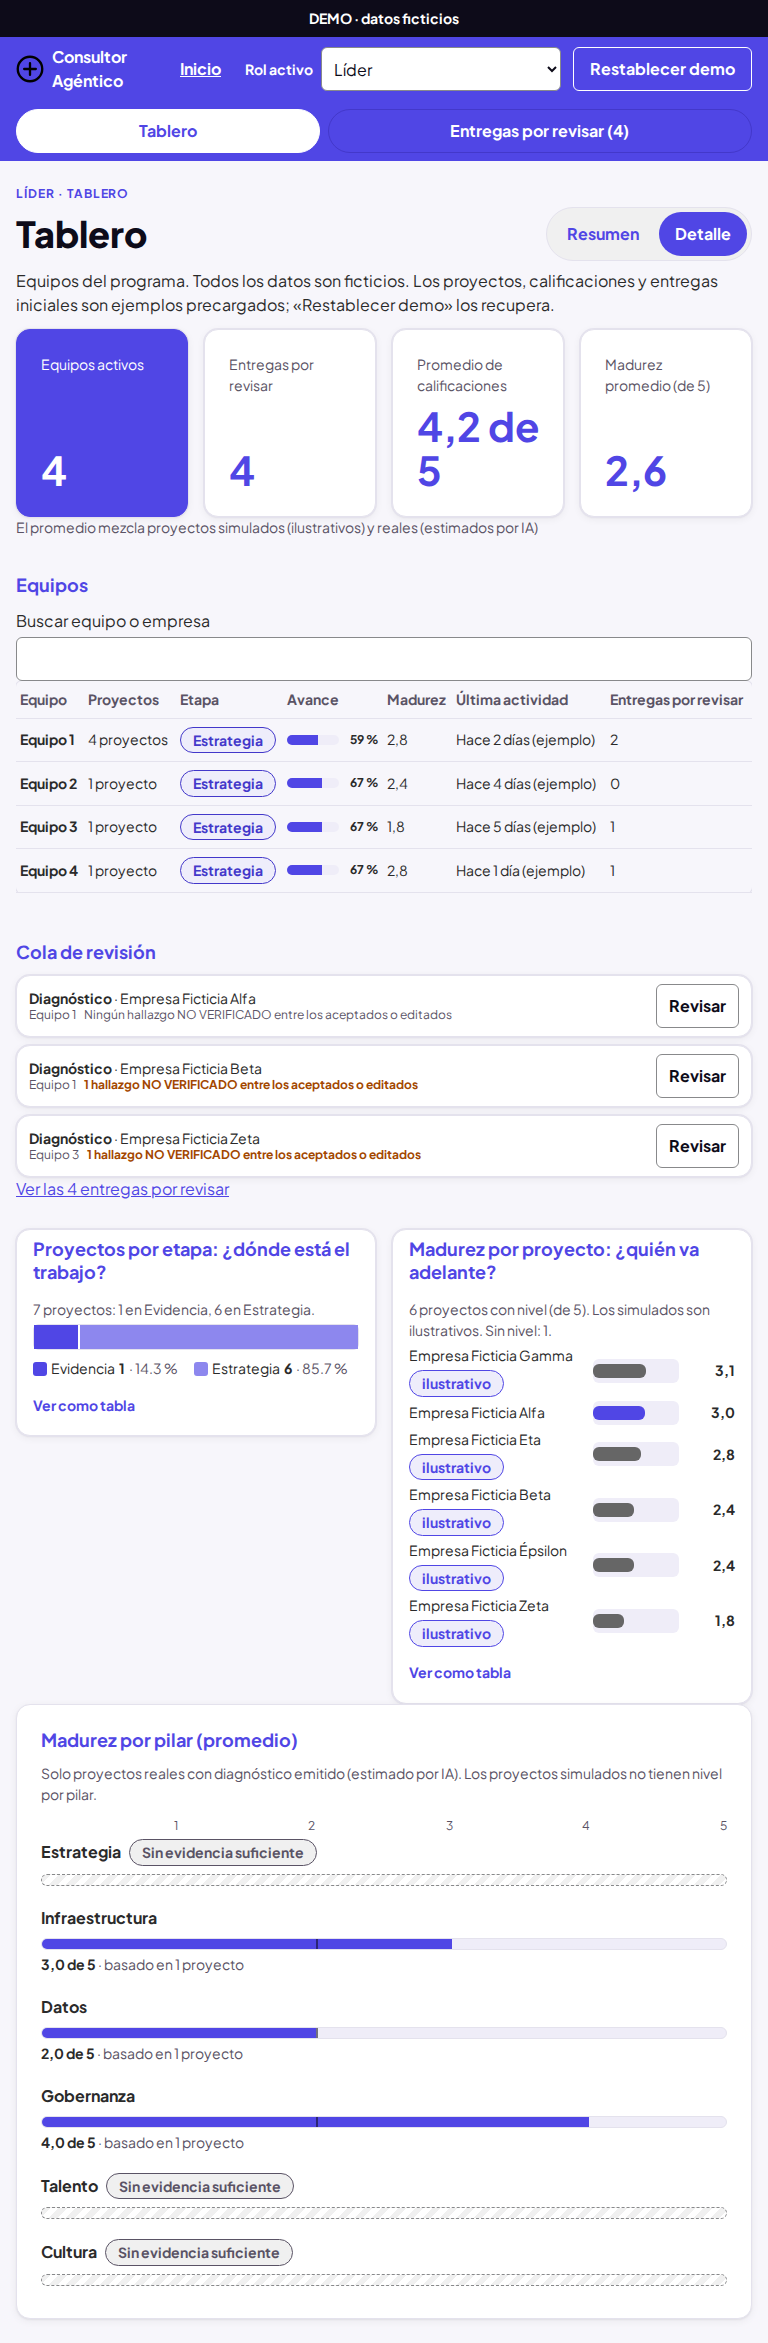 DEMO · datos ficticios
Consultor
Agéntico
Inicio
Rol activo
Líder
Restablecer demo
Tablero
Entregas por revisar (4)
LÍDER · TABLERO
Tablero
Resumen
Detalle
Equipos del programa. Todos los datos son ficticios. Los proyectos, calificaciones y entregas
iniciales son ejemplos precargados; «Restablecer demo» los recupera.
Equipos activos
4
Entregas por
revisar
4
Promedio de
calificaciones
4,2 de
5
Madurez
promedio (de 5)
2,6
El promedio mezcla proyectos simulados (ilustrativos) y reales (estimados por IA)
Equipos
Buscar equipo o empresa
Equipo Proyectos Etapa Avance Madurez Última actividad Entregas por revisar
Equipo 1 4 proyectos Estrategia 59 % 2,8 Hace 2 días (ejemplo) 2
Equipo 2 1 proyecto Estrategia 67 % 2,4 Hace 4 días (ejemplo) 0
Equipo 3 1 proyecto Estrategia 67 % 1,8 Hace 5 días (ejemplo) 1
Equipo 4 1 proyecto Estrategia 67 % 2,8 Hace 1 día (ejemplo) 1
Cola de revisión
Diagnóstico · Empresa Ficticia Alfa
Equipo 1 Ningún hallazgo NO VERIFICADO entre los aceptados o editados
Revisar
Diagnóstico · Empresa Ficticia Beta
Equipo 1 1 hallazgo NO VERIFICADO entre los aceptados o editados
Revisar
Diagnóstico · Empresa Ficticia Zeta
Equipo 3 1 hallazgo NO VERIFICADO entre los aceptados o editados
Revisar
Ver las 4 entregas por revisar
Proyectos por etapa: ¿dónde está el
trabajo?
7 proyectos: 1 en Evidencia, 6 en Estrategia.
Evidencia 1 · 14.3 % Estrategia 6 · 85.7 %
Ver como tabla
Madurez por proyecto: ¿quién va
adelante?
6 proyectos con nivel (de 5). Los simulados son
ilustrativos. Sin nivel: 1.
Empresa Ficticia Gamma
ilustrativo
3,1
Empresa Ficticia Alfa
3,0
Empresa Ficticia Eta
ilustrativo
2,8
Empresa Ficticia Beta
ilustrativo
2,4
Empresa Ficticia Épsilon
ilustrativo
2,4
Empresa Ficticia Zeta
ilustrativo
1,8
Ver como tabla
Madurez por pilar (promedio)
Solo proyectos reales con diagnóstico emitido (estimado por IA). Los proyectos simulados no tienen nivel
por pilar.
1 2 3 4 5
Estrategia Sin evidencia suficiente
Infraestructura
3,0 de 5 · basado en 1 proyecto
Datos
2,0 de 5 · basado en 1 proyecto
Gobernanza
4,0 de 5 · basado en 1 proyecto
Talento Sin evidencia suficiente
Cultura Sin evidencia suficiente